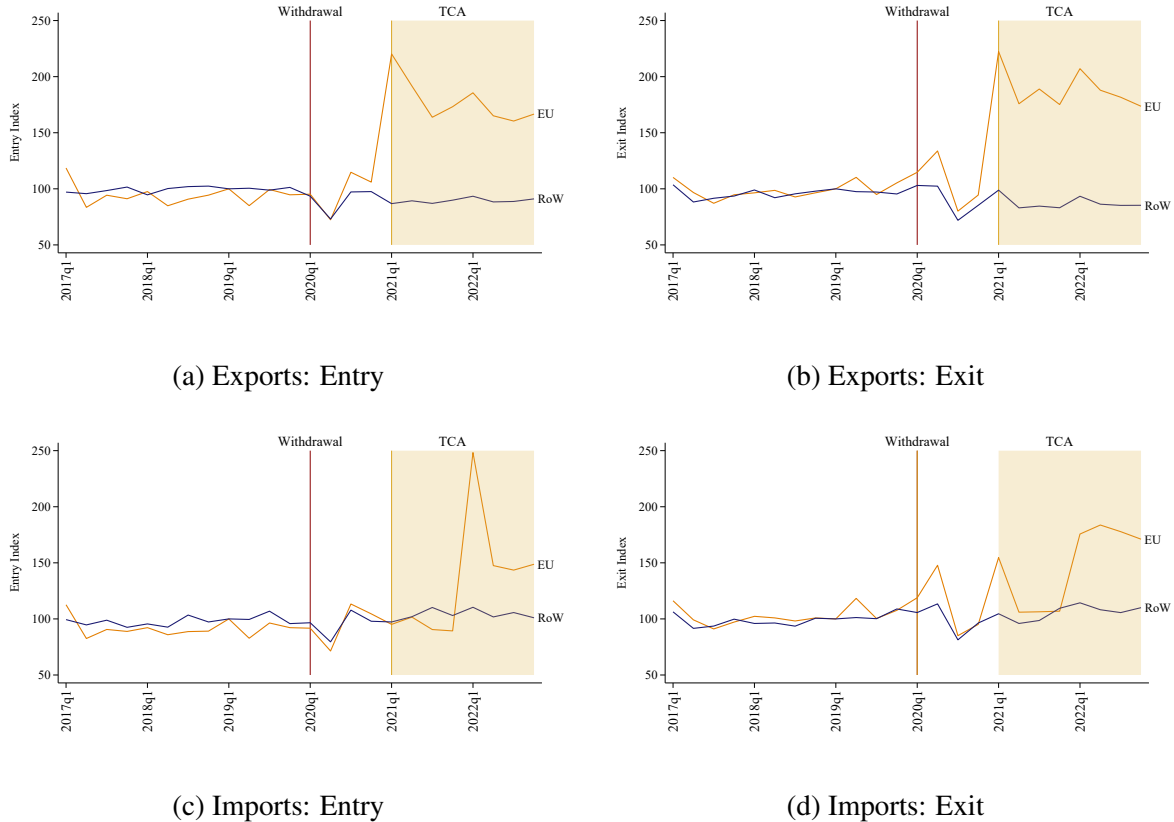 Withdrawal TCA
250
200
150
100
50
Entry Index
EU
RoW
2017q1
2018q1
2019q1
2020q1
2021q1
2022q1
(a) Exports: Entry
Withdrawal TCA
250
200
150
100
50
Exit Index
EU
RoW
2017q1
2018q1
2019q1
2020q1
2021q1
2022q1
(b) Exports: Exit
Withdrawal TCA
250
200
150
100
50
Entry Index
EU
RoW
2017q1
2018q1
2019q1
2020q1
2021q1
2022q1
(c) Imports: Entry
Withdrawal TCA
250
200
150
100
50
Exit Index
EU
RoW
2017q1
2018q1
2019q1
2020q1
2021q1
2022q1
(d) Imports: Exit